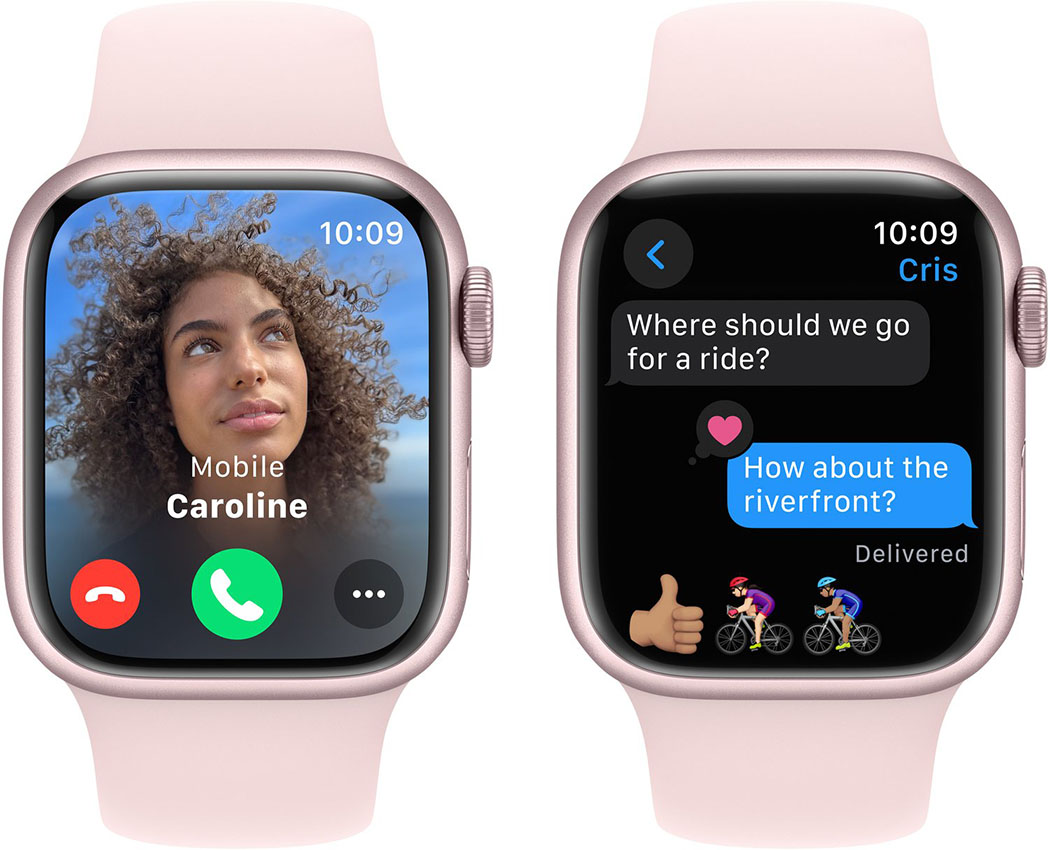 10:09
Mobile
Caroline
10:09
Cris
Where should we go
for a ride?
How about the
riverfront?
Delivered